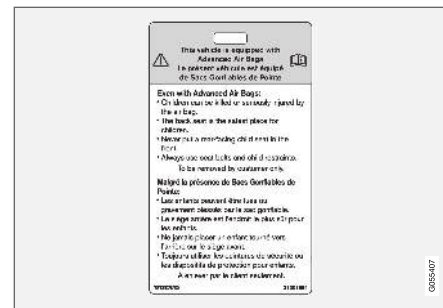 This vehicle is equipped with
Advanced Air Bags
Le présent véhicule est équipé
de Sacs Gonflables de Pointe
Even with Advanced Air Bags:
• Children can be killed or seriously injured by
the air bag.
• The back seat is the safest place for
children.
• Never put a rear-facing child seat in the
front.
• Always use seat belts and child restraints.
To be removed by customer only.
Malgré la présence de Sacs Gonflables de
Pointe:
• Les enfants peuvent être tués ou
gravement blessés par le sac gonflable.
• Le siège arrière est l'endroit le plus sûr pour
les enfants.
• Ne jamais placer un enfant tourné vers
l'arrière sur le siège avant.
• Toujours utiliser les ceintures de sécurité ou
les dispositifs de protection pour enfants.
A enlever par le client seulement.
G055407